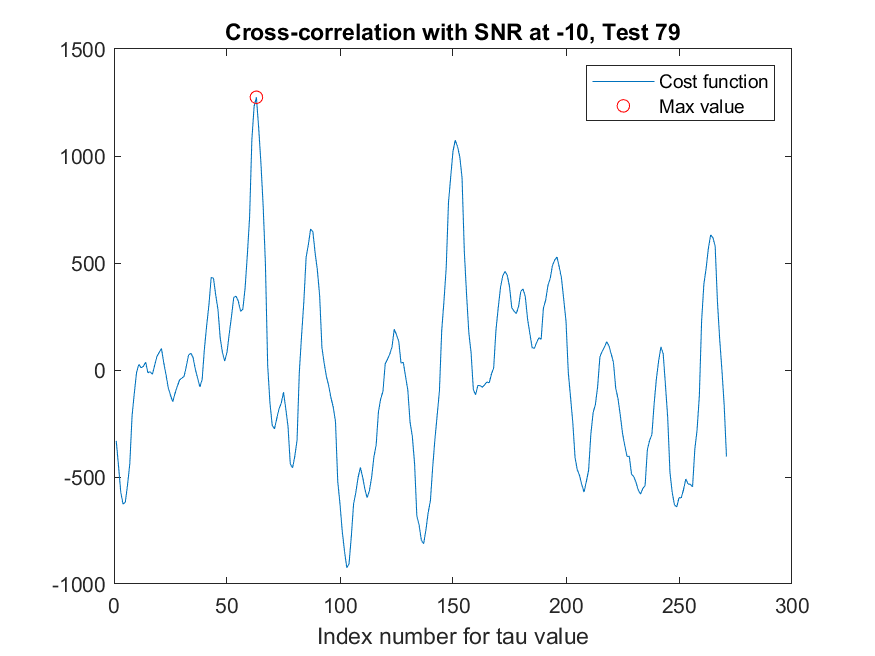 Cross-correlation with SNR at -10, Test 79
Cost function
Max value
1500
1000
500
0
-500
-1000
0 50 100 150 200 250 300
Index number for tau value